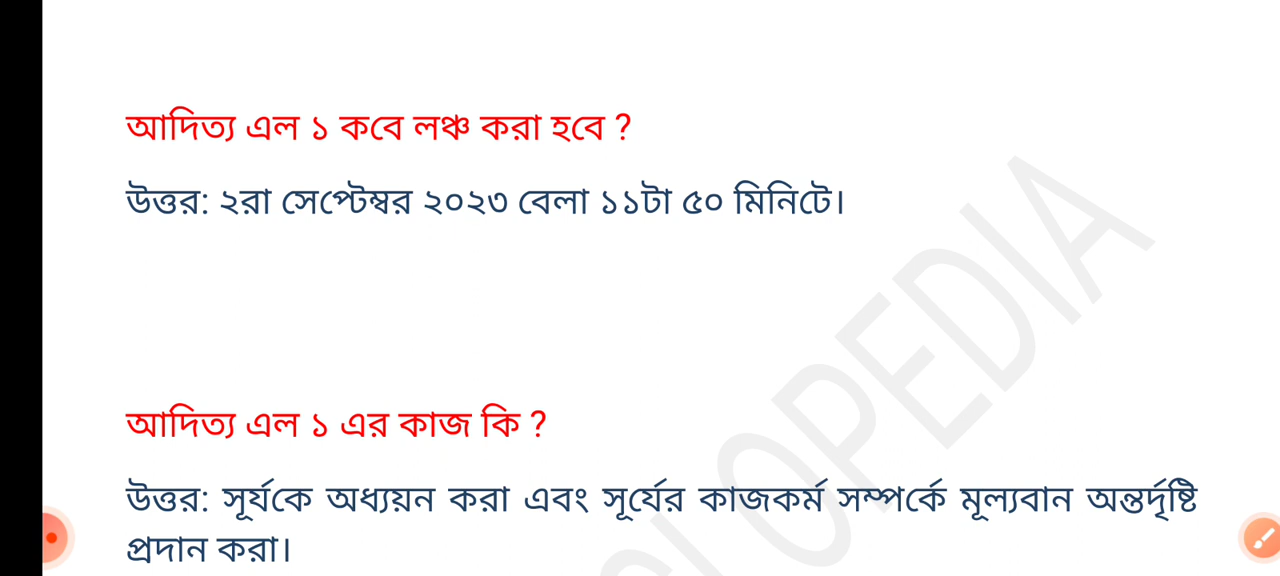 আদিত্য এল ১ কবে লঞ্চ করা হবে ?
উত্তর: ২রা সেপ্টেম্বর ২০২৩ বেলা ১১টা ৫০ মিনিটে।
আদিত্য এল ১ এর কাজ কি ?
উত্তর: সূর্যকে অধ্যয়ন করা এবং সূর্যের কাজকর্ম সম্পর্কে মূল্যবান অন্তর্দৃষ্টি
প্রদান করা।
OPEDIA